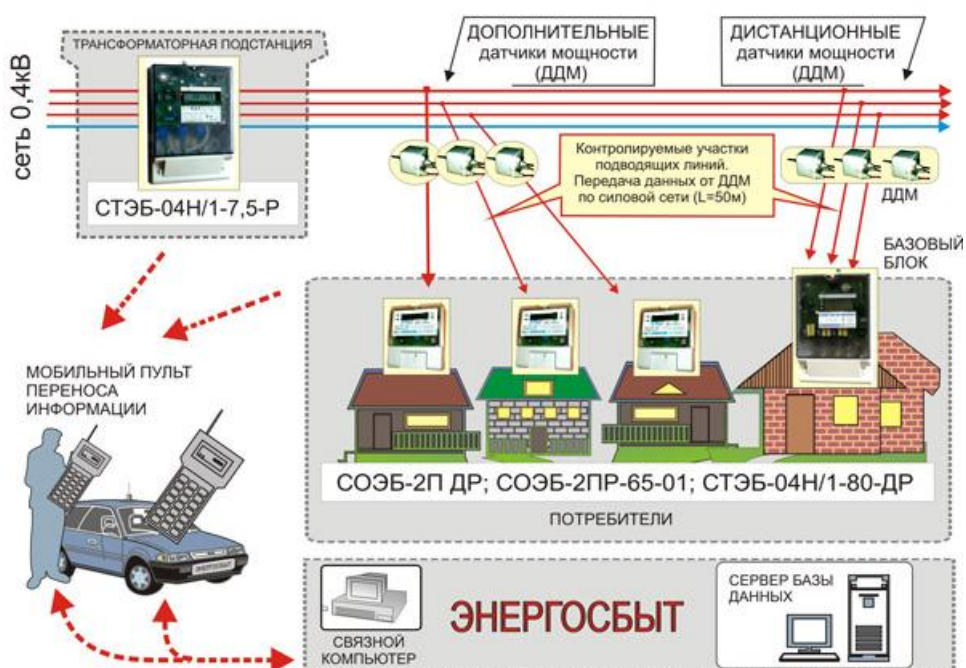 ТРАНСФОРМАТОРНАЯ ПОДСТАНЦИЯ
сеть 0,4кВ
СТЭБ-04Н/1-7,5-Р
ДОПОЛНИТЕЛЬНЫЕ
датчики мощности
(ДДМ)
ДИСТАНЦИОННЫЕ
датчики мощности
(ДДМ)
Контролируемые участки
подводящих линий.
Передача данных от ДДМ
по силовой сети (L=50м)
ДДМ
БАЗОВЫЙ
БЛОК
МОБИЛЬНЫЙ ПУЛЬТ
ПЕРЕНОСА
ИНФОРМАЦИИ
ЭНЕРГОСБЫТ
СОЭБ-2П ДР; СОЭБ-2ПР-65-01; СТЭБ-04Н/1-80-ДР
ПОТРЕБИТЕЛИ
СВЯЗНОЙ
КОМПЬЮТЕР
ЭНЕРГОСБЫТ
СЕРВЕР БАЗЫ
ДАННЫХ